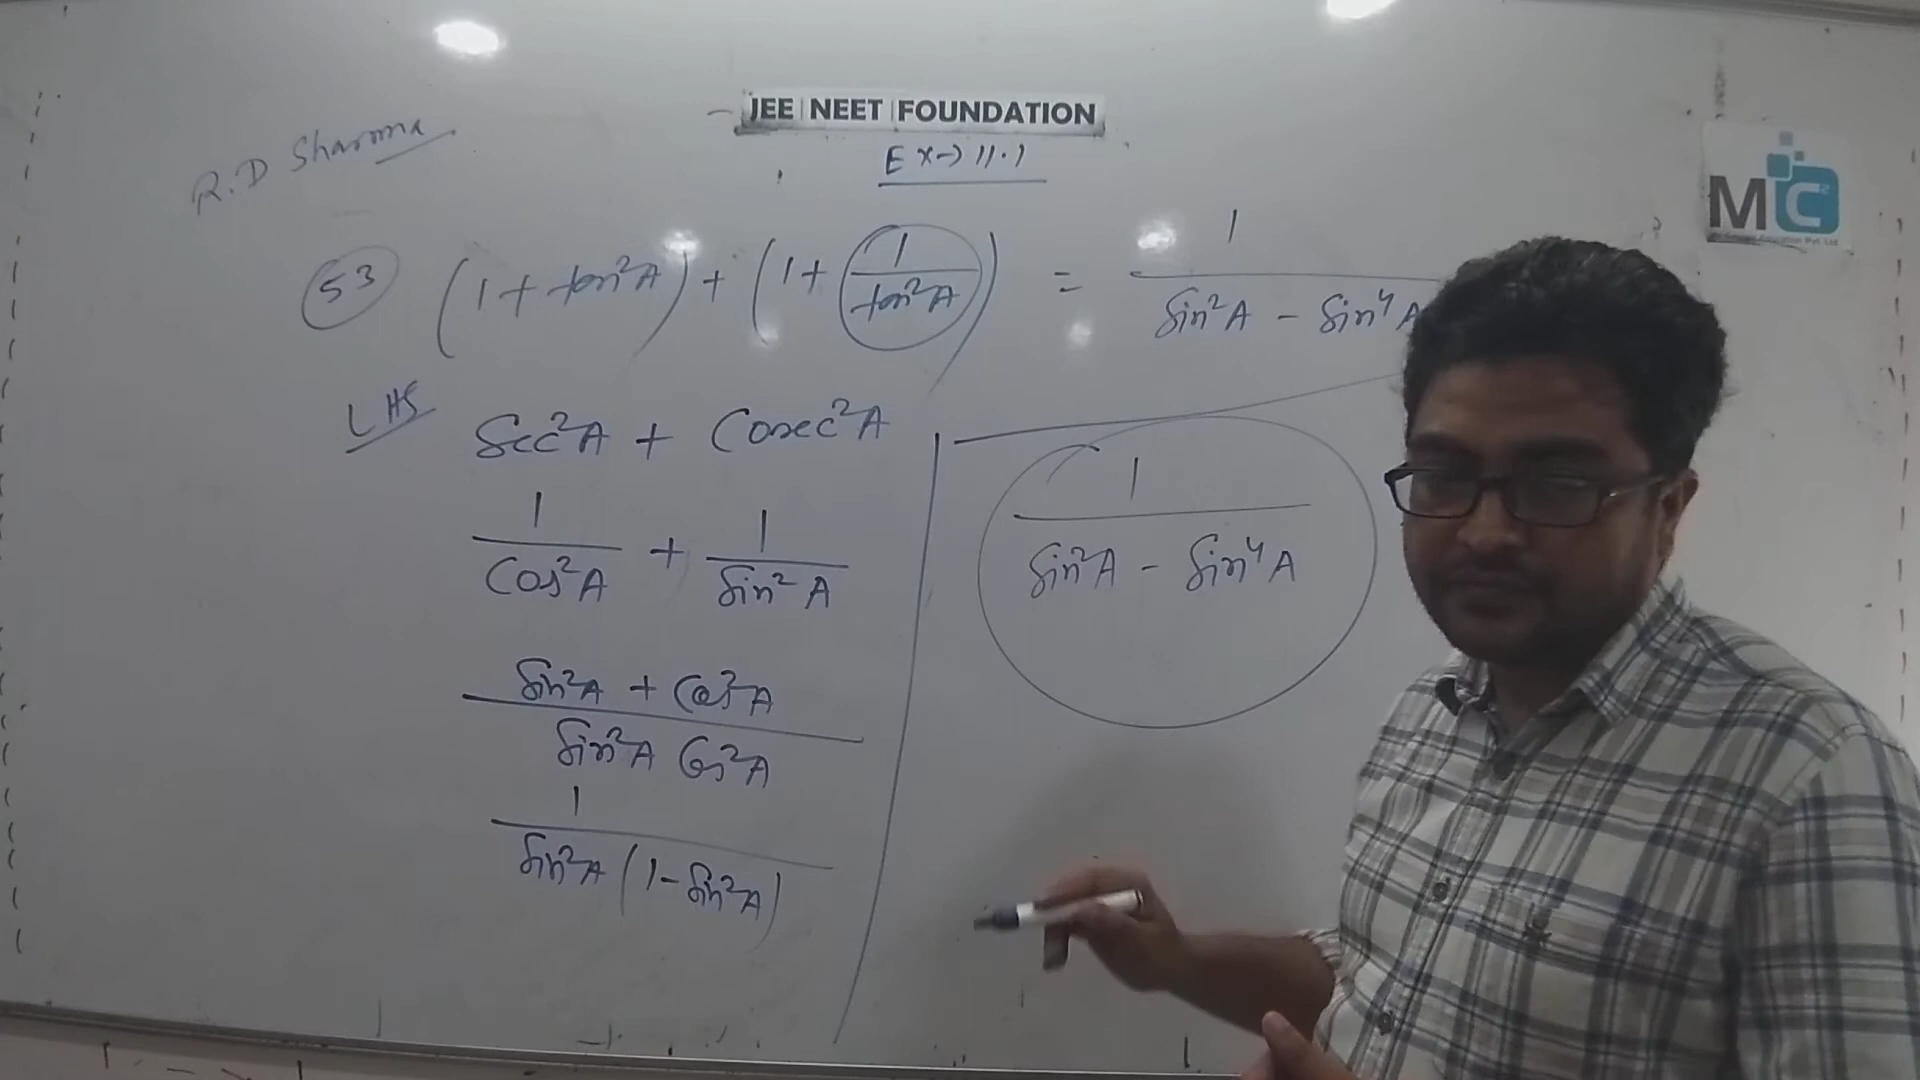 JEE | NEET | FOUNDATION
R.D Sharma
Ex→ 11.1
53 (1 + tan²A) + (1 + 1/tan²A) = 1/(Sin²A - Sin⁴A
LHS
Sec²A + Cosec²A
1/Cos²A + 1/Sin²A
(Sin²A + Cos²A)/(Sin²A Cos²A)
1/(Sin²A (1-Sin²A))
1/(Sin²A - Sin⁴A)
MC²